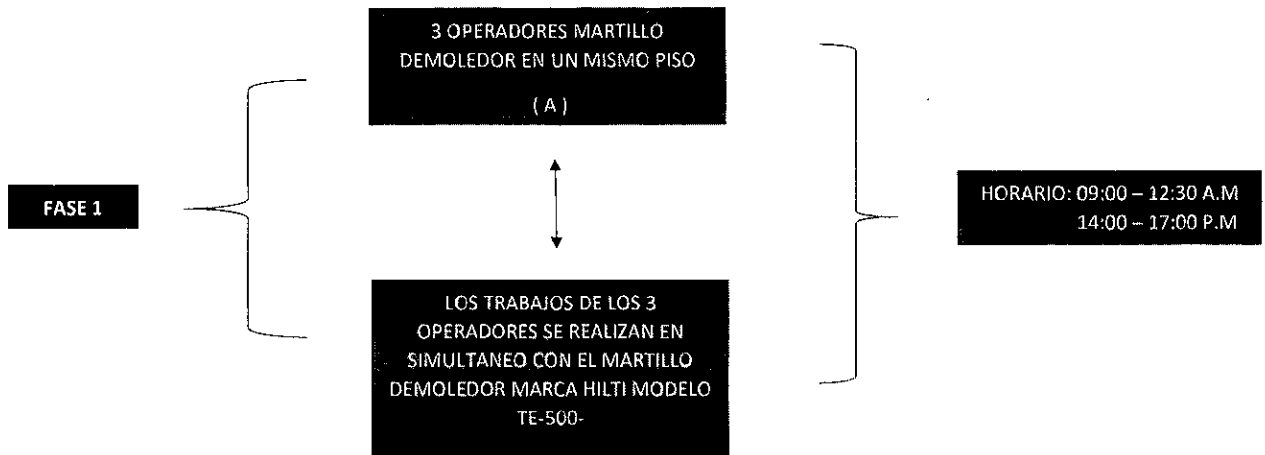 3 OPERADORES MARTILLO
DEMOLEDOR EN UN MISMO PISO
( A )
FASE 1
HORARIO: 09:00 – 12:30 A.M
14:00 – 17:00 P.M
LOS TRABAJOS DE LOS 3
OPERADORES SE REALIZAN EN
SIMULTANEO CON EL MARTILLO
DEMOLEDOR MARCA HILTI MODELO
TE-500-